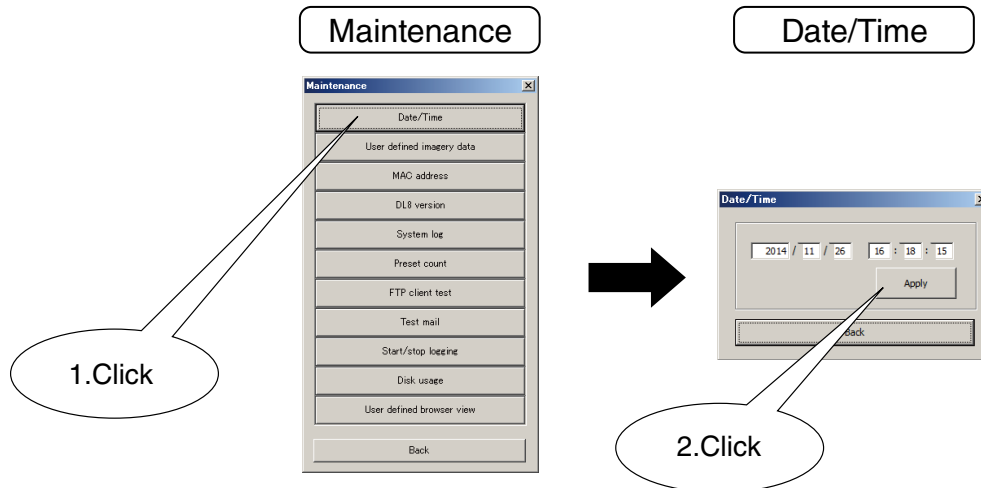 Maintenance
Date/Time
Maintenance
Date/Time
User defined imagery data
MAC address
DL8 version
System log
Preset count
FTP client test
Test mail
Start/stop logging
Disk usage
User defined browser view
Back
1.Click
Date/Time
2014 / 11 / 26 16 : 18 : 15
Apply
Back
2.Click